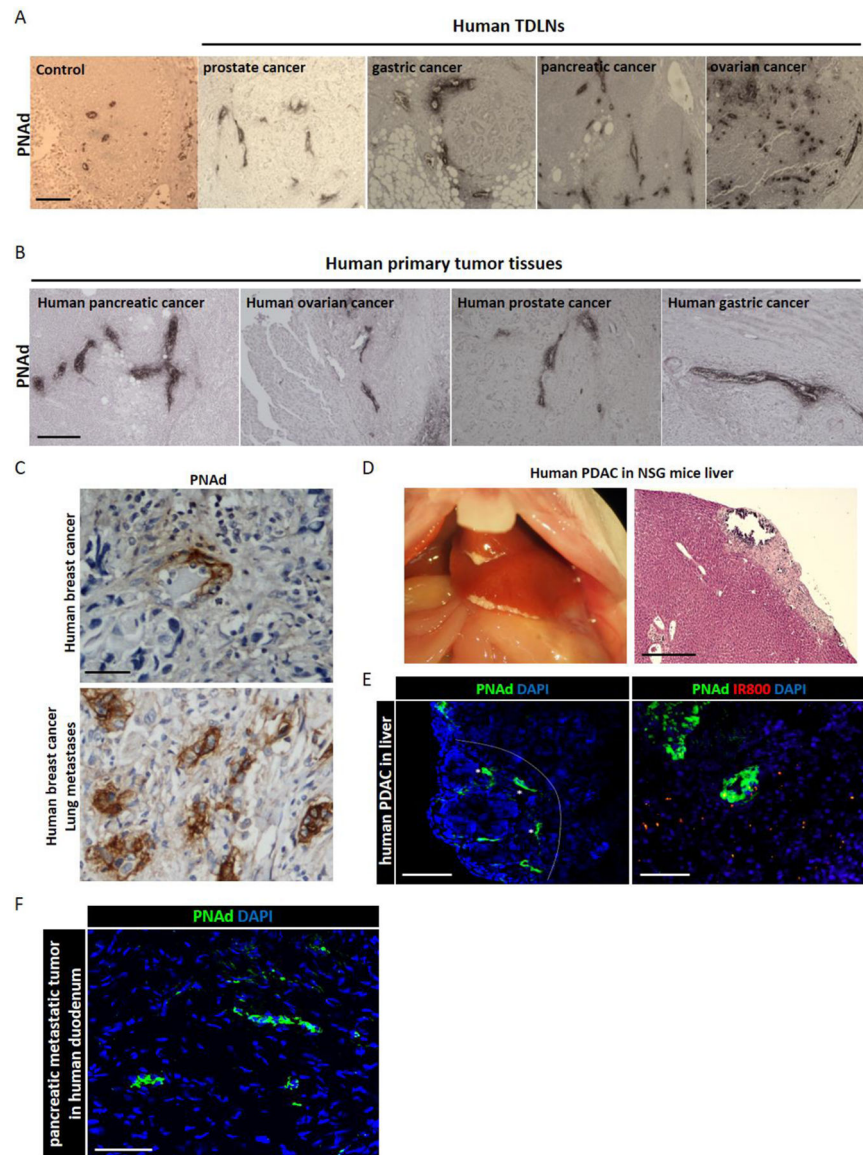 A
Human TDLNs
Control
prostate cancer
gastric cancer
pancreatic cancer
ovarian cancer
PNAd
B
Human primary tumor tissues
Human pancreatic cancer
Human ovarian cancer
Human prostate cancer
Human gastric cancer
PNAd
C
PNAd
Human breast cancer
Human breast cancer
Lung metastases
D
Human PDAC in NSG mice liver
E
PNAd DAPI
PNAd IR800 DAPI
human PDAC in liver
F
PNAd DAPI
pancreatic metastatic tumor
in human duodenum